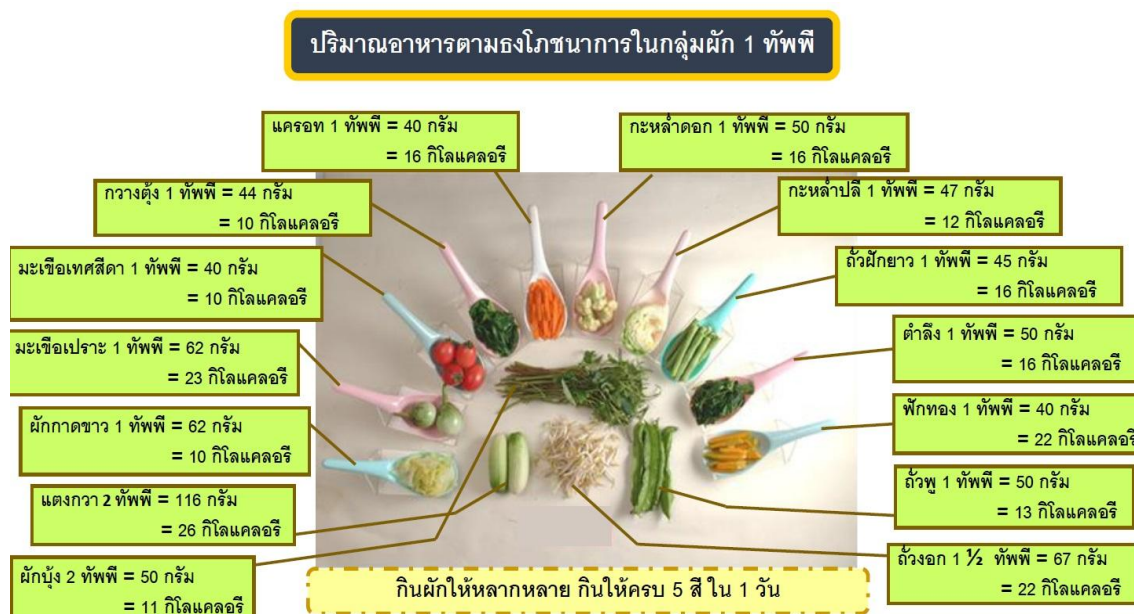 ปริมาณอาหารตามธงโภชนาการในกลุ่มผัก 1 ทัพพี
แครอท 1 ทัพพี = 40 กรัม
= 16 กิโลแคลอรี
กะหล่ำดอก 1 ทัพพี = 50 กรัม
= 16 กิโลแคลอรี
กวางตุ้ง 1 ทัพพี = 44 กรัม
= 10 กิโลแคลอรี
กะหล่ำปลี 1 ทัพพี = 47 กรัม
= 12 กิโลแคลอรี
มะเขือเทศสีดา 1 ทัพพี = 40 กรัม
= 10 กิโลแคลอรี
ถั่วฝักยาว 1 ทัพพี = 45 กรัม
= 16 กิโลแคลอรี
มะเขือเปราะ 1 ทัพพี = 62 กรัม
= 23 กิโลแคลอรี
ตำลึง 1 ทัพพี = 50 กรัม
= 16 กิโลแคลอรี
ผักกาดขาว 1 ทัพพี = 62 กรัม
= 10 กิโลแคลอรี
ฟักทอง 1 ทัพพี = 40 กรัม
= 22 กิโลแคลอรี
แตงกวา 2 ทัพพี = 116 กรัม
= 26 กิโลแคลอรี
ถั่วพู 1 ทัพพี = 50 กรัม
= 13 กิโลแคลอรี
ผักบุ้ง 2 ทัพพี = 50 กรัม
= 11 กิโลแคลอรี
ถั่วงอก 1 ½ ทัพพี = 67 กรัม
= 22 กิโลแคลอรี
กินผักให้หลากหลาย กินให้ครบ 5 สี ใน 1 วัน